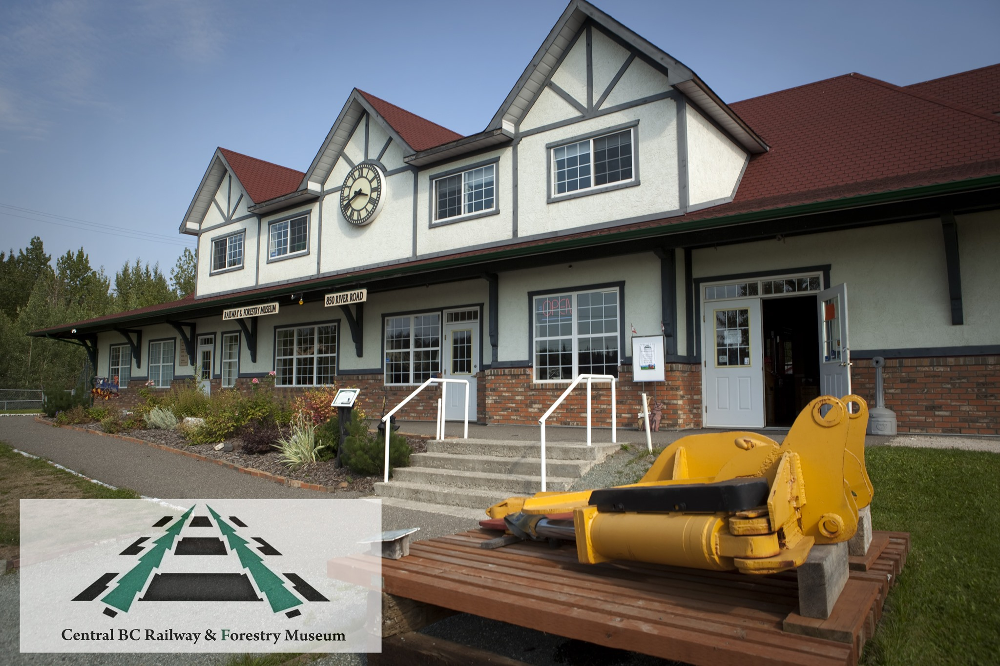 RAILWAY & FORESTRY MUSEUM
850 RIVER ROAD
OPEN
Central BC Railway & Forestry Museum